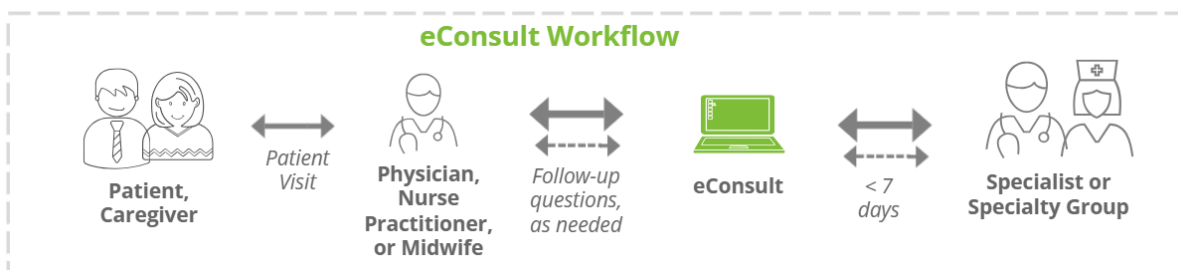 eConsult Workflow
Patient,
Caregiver
Patient
Visit
Physician,
Nurse
Practitioner,
or Midwife
Follow-up
questions,
as needed
eConsult
< 7
days
Specialist or
Specialty Group